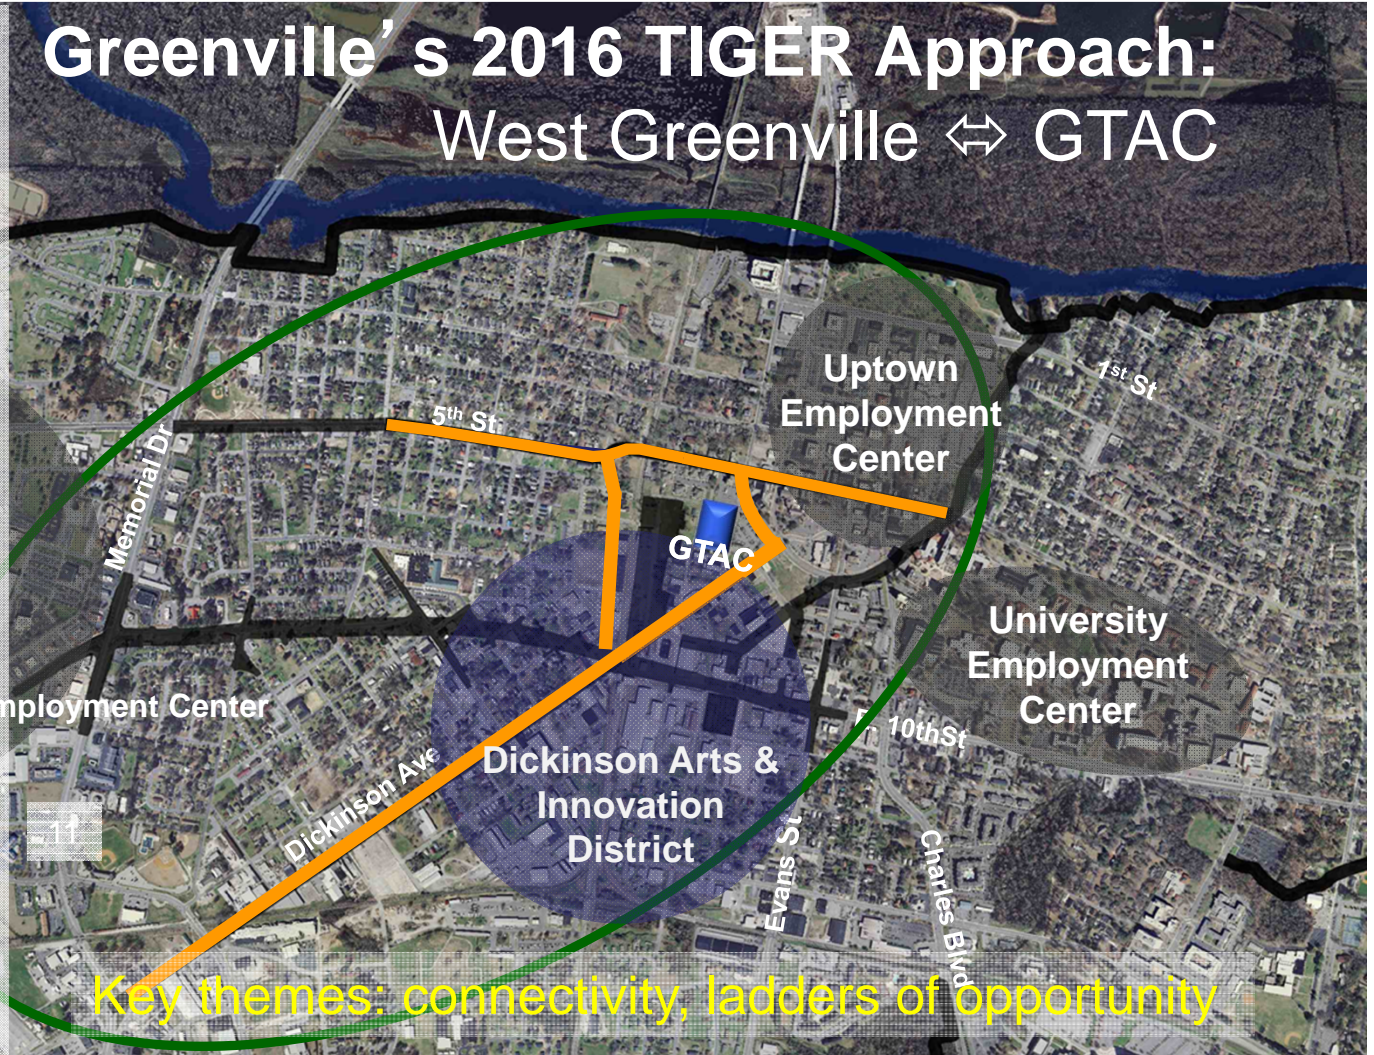 Greenville’s 2016 TIGER Approach:
West Greenville ⇔ GTAC
Uptown
Employment
Center
1st St
5th St
Memorial Dr
GTAC
University
Employment
Center
mployment Center
10thSt
Dickinson Ave
Dickinson Arts &
Innovation
District
11
Evans St
Charles Blvd
Key themes: connectivity, ladders of opportunity